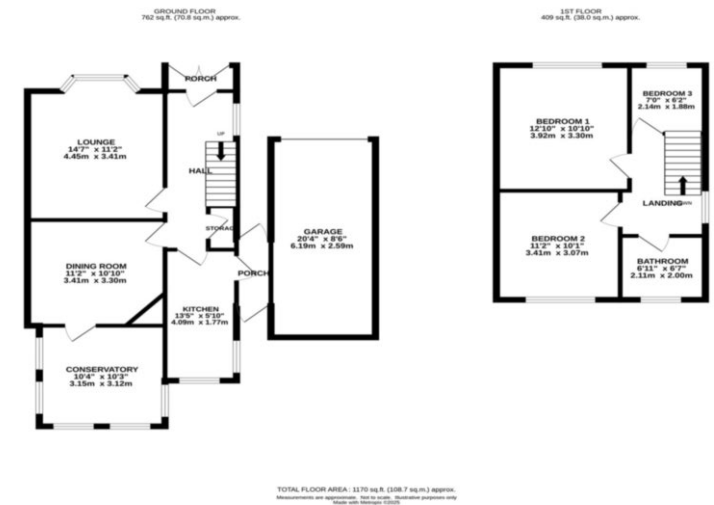 GROUND FLOOR
762 sq.ft. (70.8 sq.m.) approx.
1ST FLOOR
409 sq.ft. (38.0 sq.m.) approx.
PORCH
LOUNGE
14'7" x 11'2"
4.45m x 3.41m
UP
HALL
STORAGE
DINING ROOM
11'2" x 10'10"
3.41m x 3.30m
KITCHEN
13'5" x 5'10"
4.09m x 1.77m
PORCH
GARAGE
20'4" x 8'6"
6.19m x 2.59m
CONSERVATORY
10'4" x 10'3"
3.15m x 3.12m
BEDROOM 1
12'10" x 10'10"
3.92m x 3.30m
BEDROOM 3
7'0" x 6'2"
2.14m x 1.88m
LANDING
DOWN
BEDROOM 2
11'2" x 10'1"
3.41m x 3.07m
BATHROOM
6'11" x 6'7"
2.11m x 2.00m
TOTAL FLOOR AREA : 1170 sq.ft. (108.7 sq.m.) approx.
Measurements are approximate. Not to scale. Illustrative purposes only
Made with Metropix ©2025